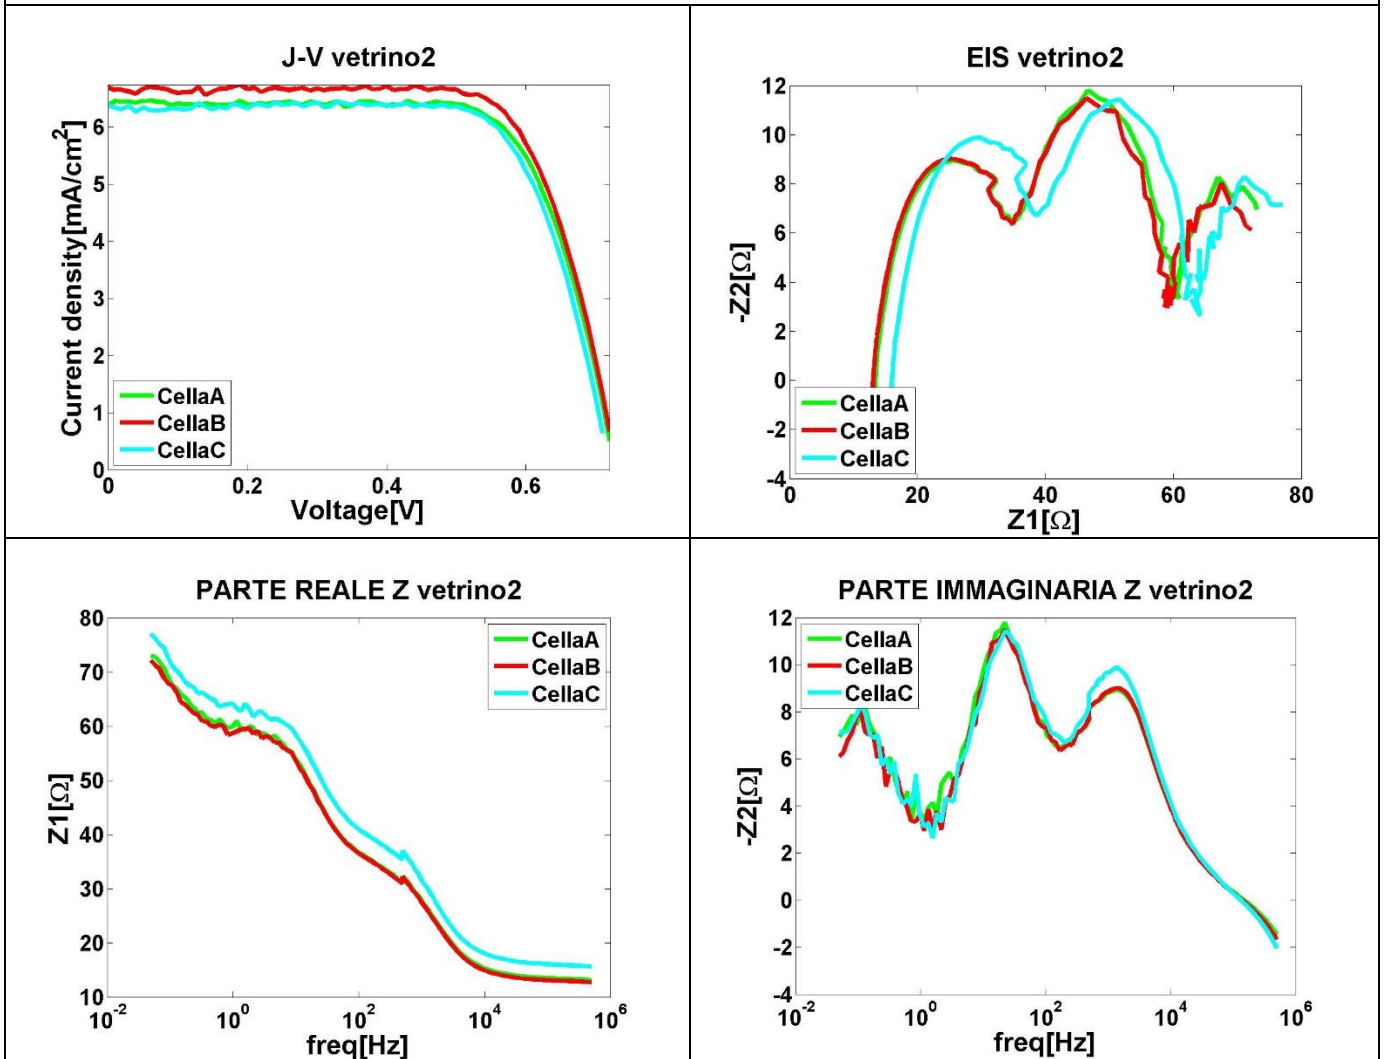 J-V vetrino2
Current density[mA/cm²]
6
5
4
3
2
1
0
CellaA
CellaB
CellaC
0 0.2 0.4 0.6
Voltage[V]
EIS vetrino2
-Z2[Ω]
12
10
8
6
4
2
0
-2
-4
CellaA
CellaB
CellaC
0 20 40 60 80
Z1[Ω]
PARTE REALE Z vetrino2
Z1[Ω]
80
70
60
50
40
30
20
10
CellaA
CellaB
CellaC
10⁻² 10⁰ 10² 10⁴ 10⁶
freq[Hz]
PARTE IMMAGINARIA Z vetrino2
-Z2[Ω]
12
10
8
6
4
2
0
-2
-4
CellaA
CellaB
CellaC
10⁻² 10⁰ 10² 10⁴ 10⁶
freq[Hz]